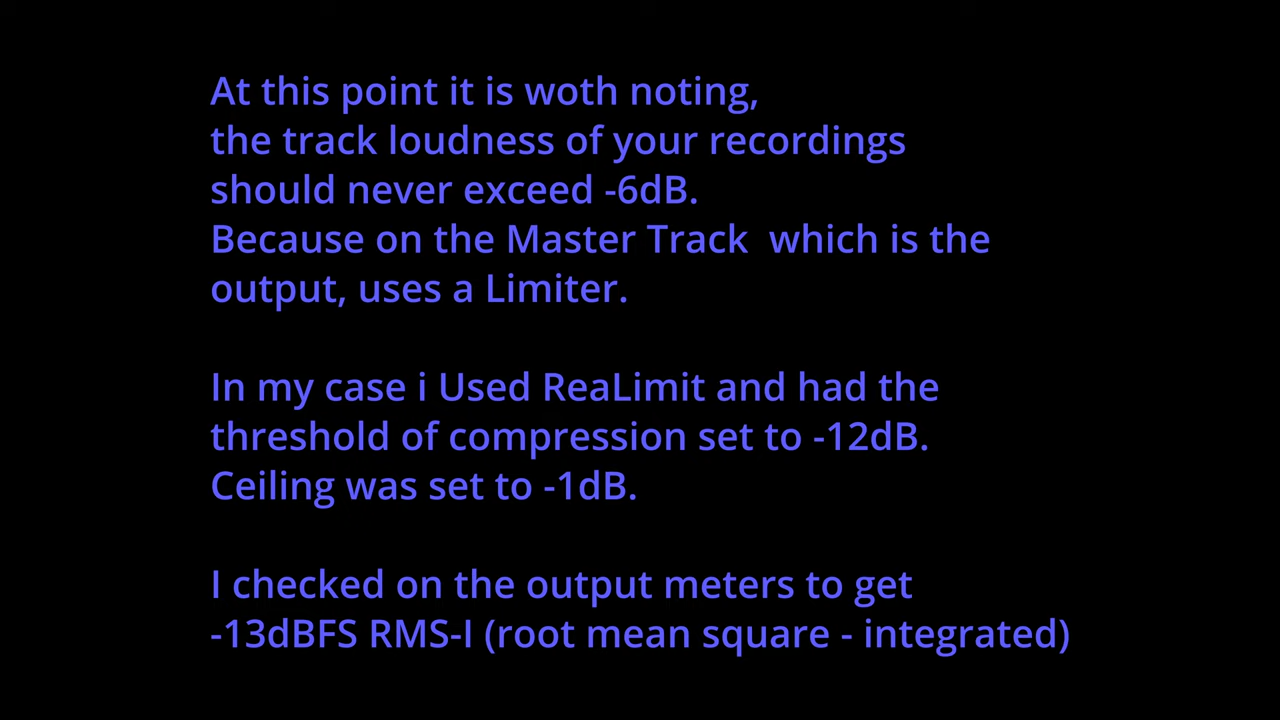 At this point it is woth noting,
the track loudness of your recordings
should never exceed -6dB.
Because on the Master Track  which is the
output, uses a Limiter.
In my case i Used ReaLimit and had the
threshold of compression set to -12dB.
Ceiling was set to -1dB.
I checked on the output meters to get
-13dBFS RMS-I (root mean square - integrated)